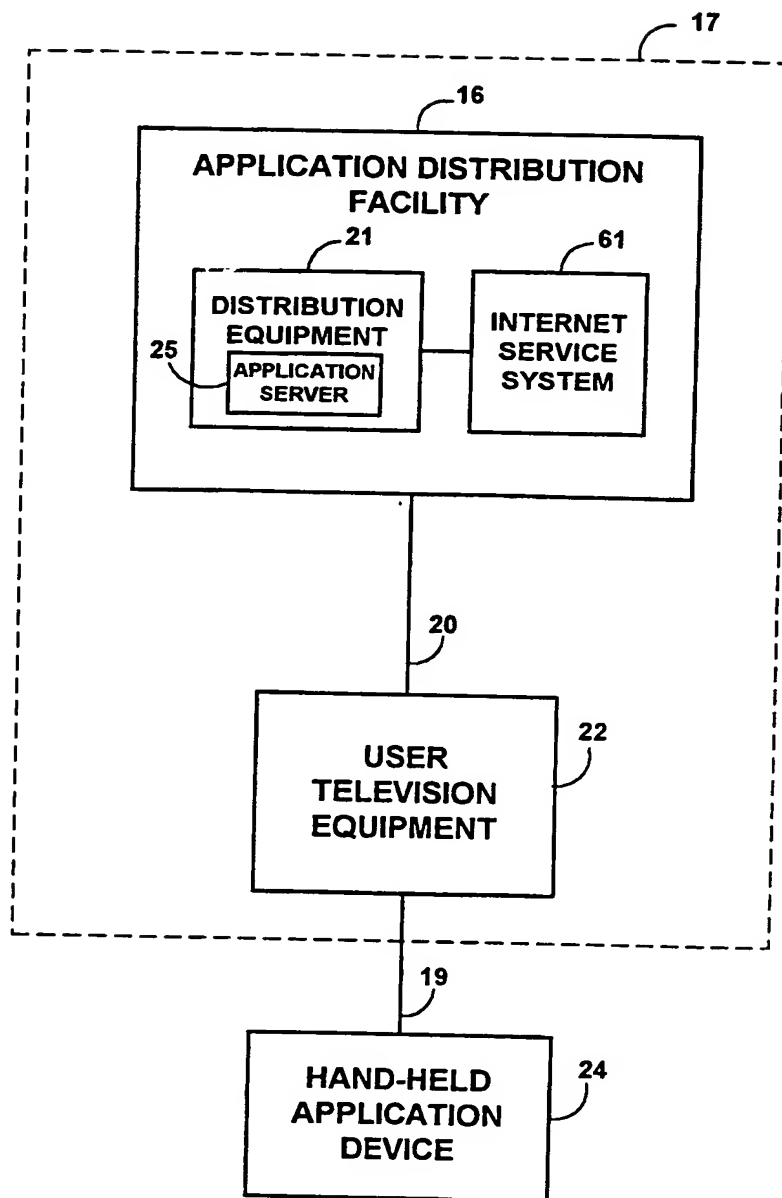 17
16
APPLICATION DISTRIBUTION
FACILITY
21
61
DISTRIBUTION
EQUIPMENT
25
APPLICATION
SERVER
INTERNET
SERVICE
SYSTEM
20
22
USER
TELEVISION
EQUIPMENT
19
24
HAND-HELD
APPLICATION
DEVICE